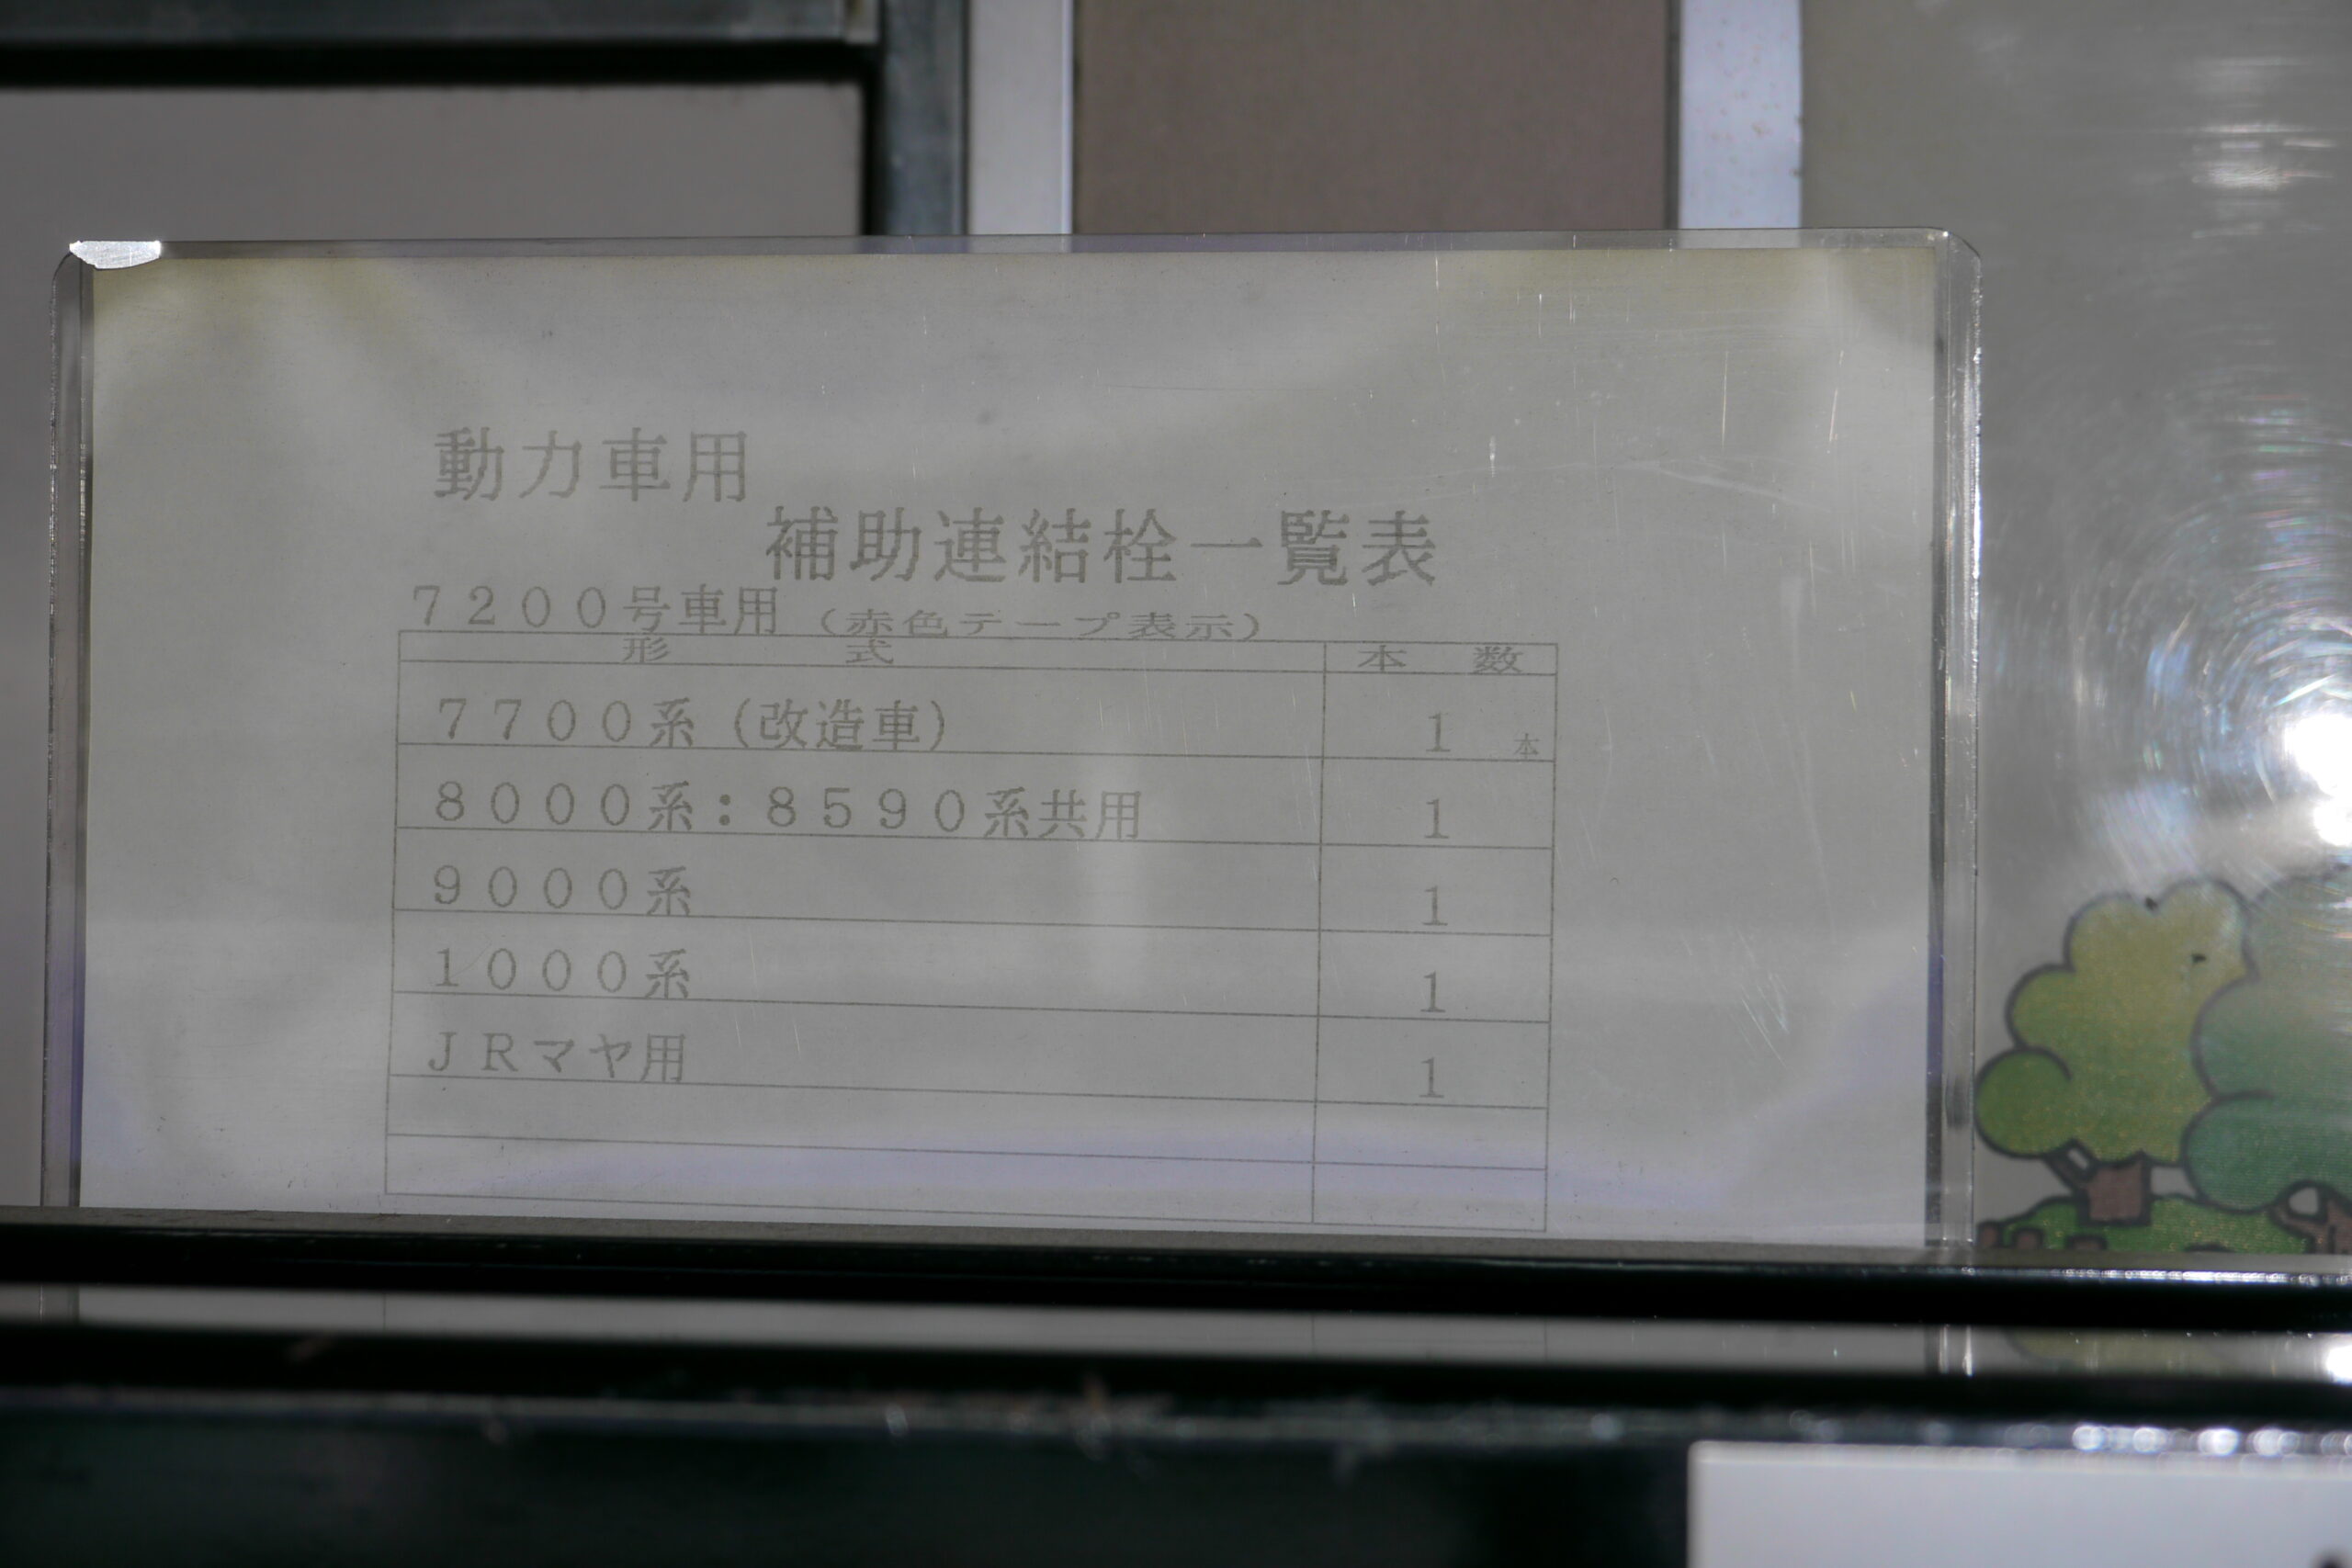 動力車用
補助連結栓一覧表
7200号車用 (赤色テープ表示)
形 式 本 数
7700系 (改造車) 1 本
8000系:8590系共用 1
9000系 1
1000系 1
JRマヤ用 1